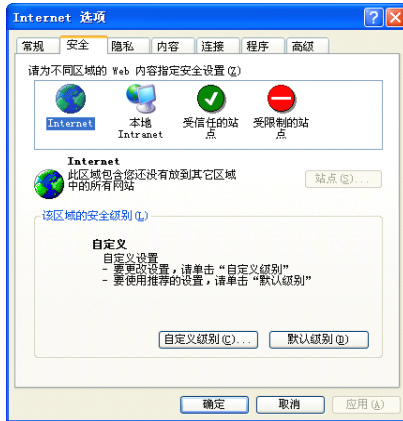 Internet 选项
常规 安全 隐私 内容 连接 程序 高级
请为不同区域的 Web 内容指定安全设置(Z)
Internet
本地
Intranet
受信任的站
点
受限制的站
点
Internet
此区域包含您还没有放到其它区域
中的所有网站
站点(S)...
该区域的安全级别(L)
自定义
自定义设置
- 要更改设置，请单击“自定义级别”
- 要使用推荐的设置，请单击“默认级别”
自定义级别(C)... 默认级别(D)
确定 取消 应用(A)